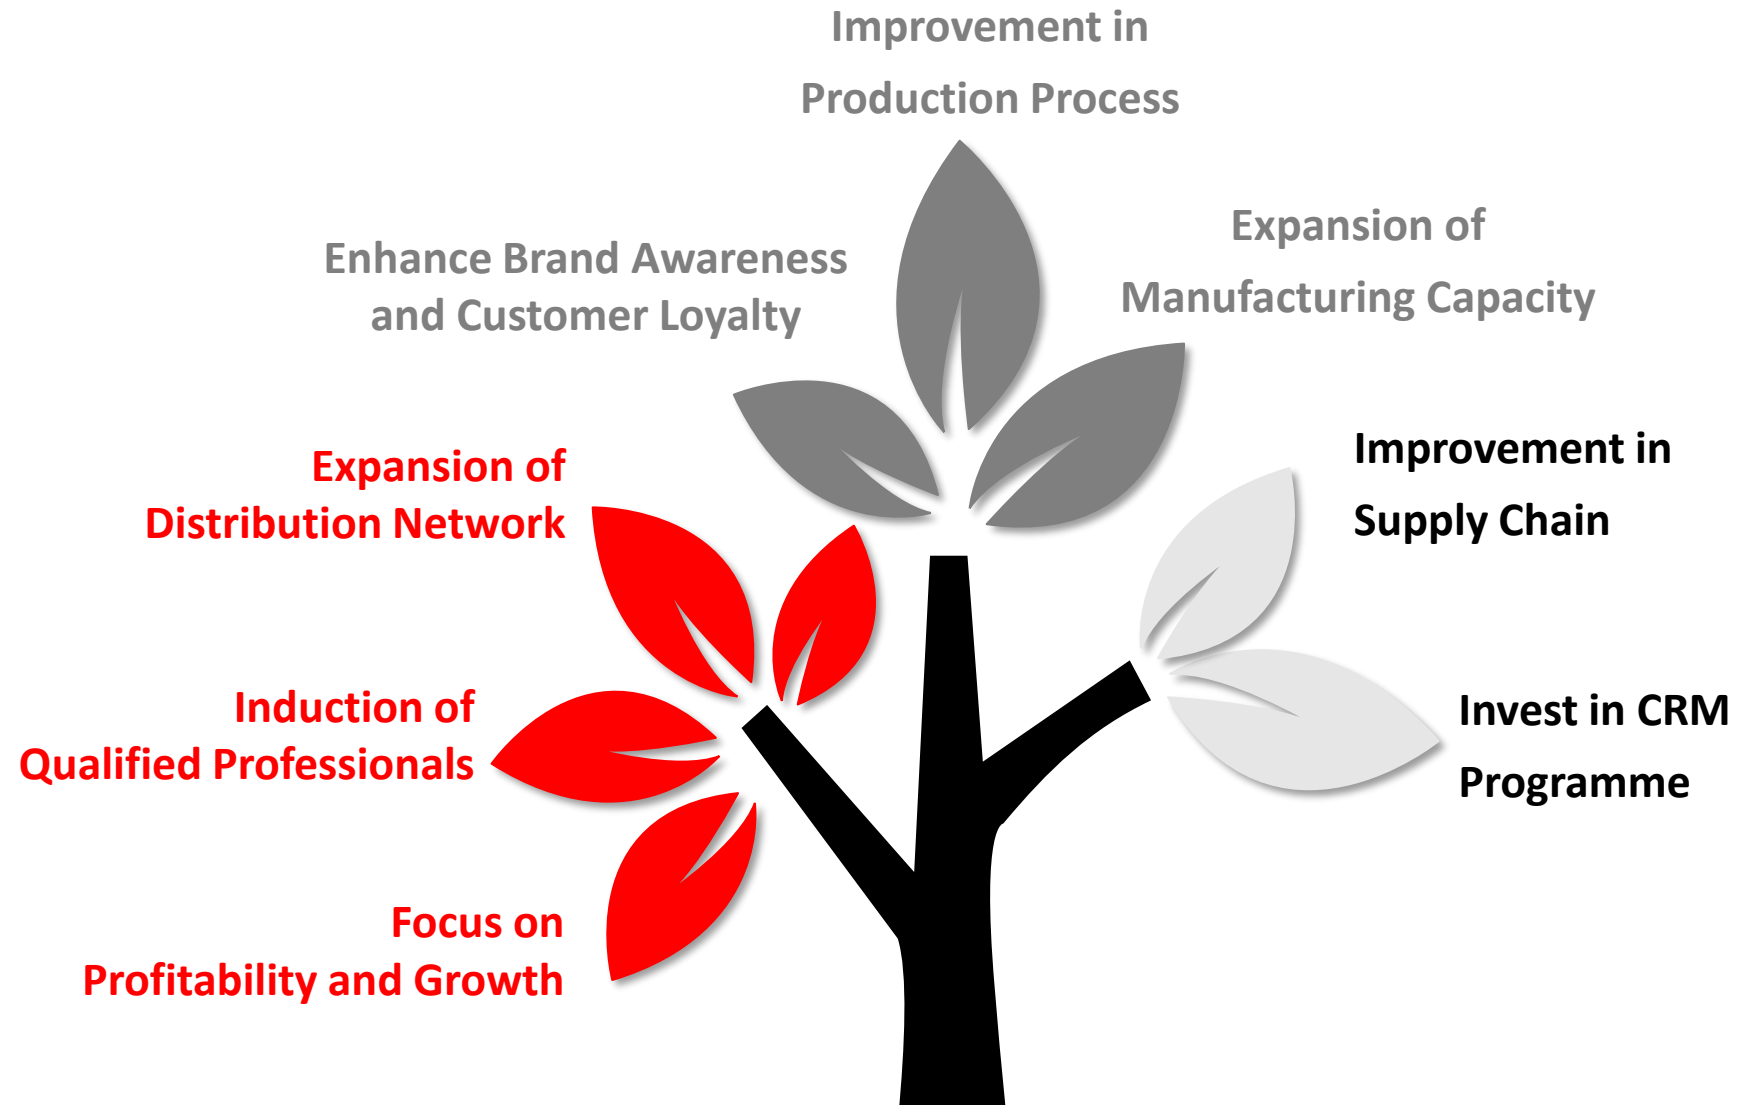 Improvement in
Production Process
Enhance Brand Awareness
and Customer Loyalty
Expansion of
Manufacturing Capacity
Expansion of
Distribution Network
Improvement in
Supply Chain
Induction of
Qualified Professionals
Invest in CRM
Programme
Focus on
Profitability and Growth